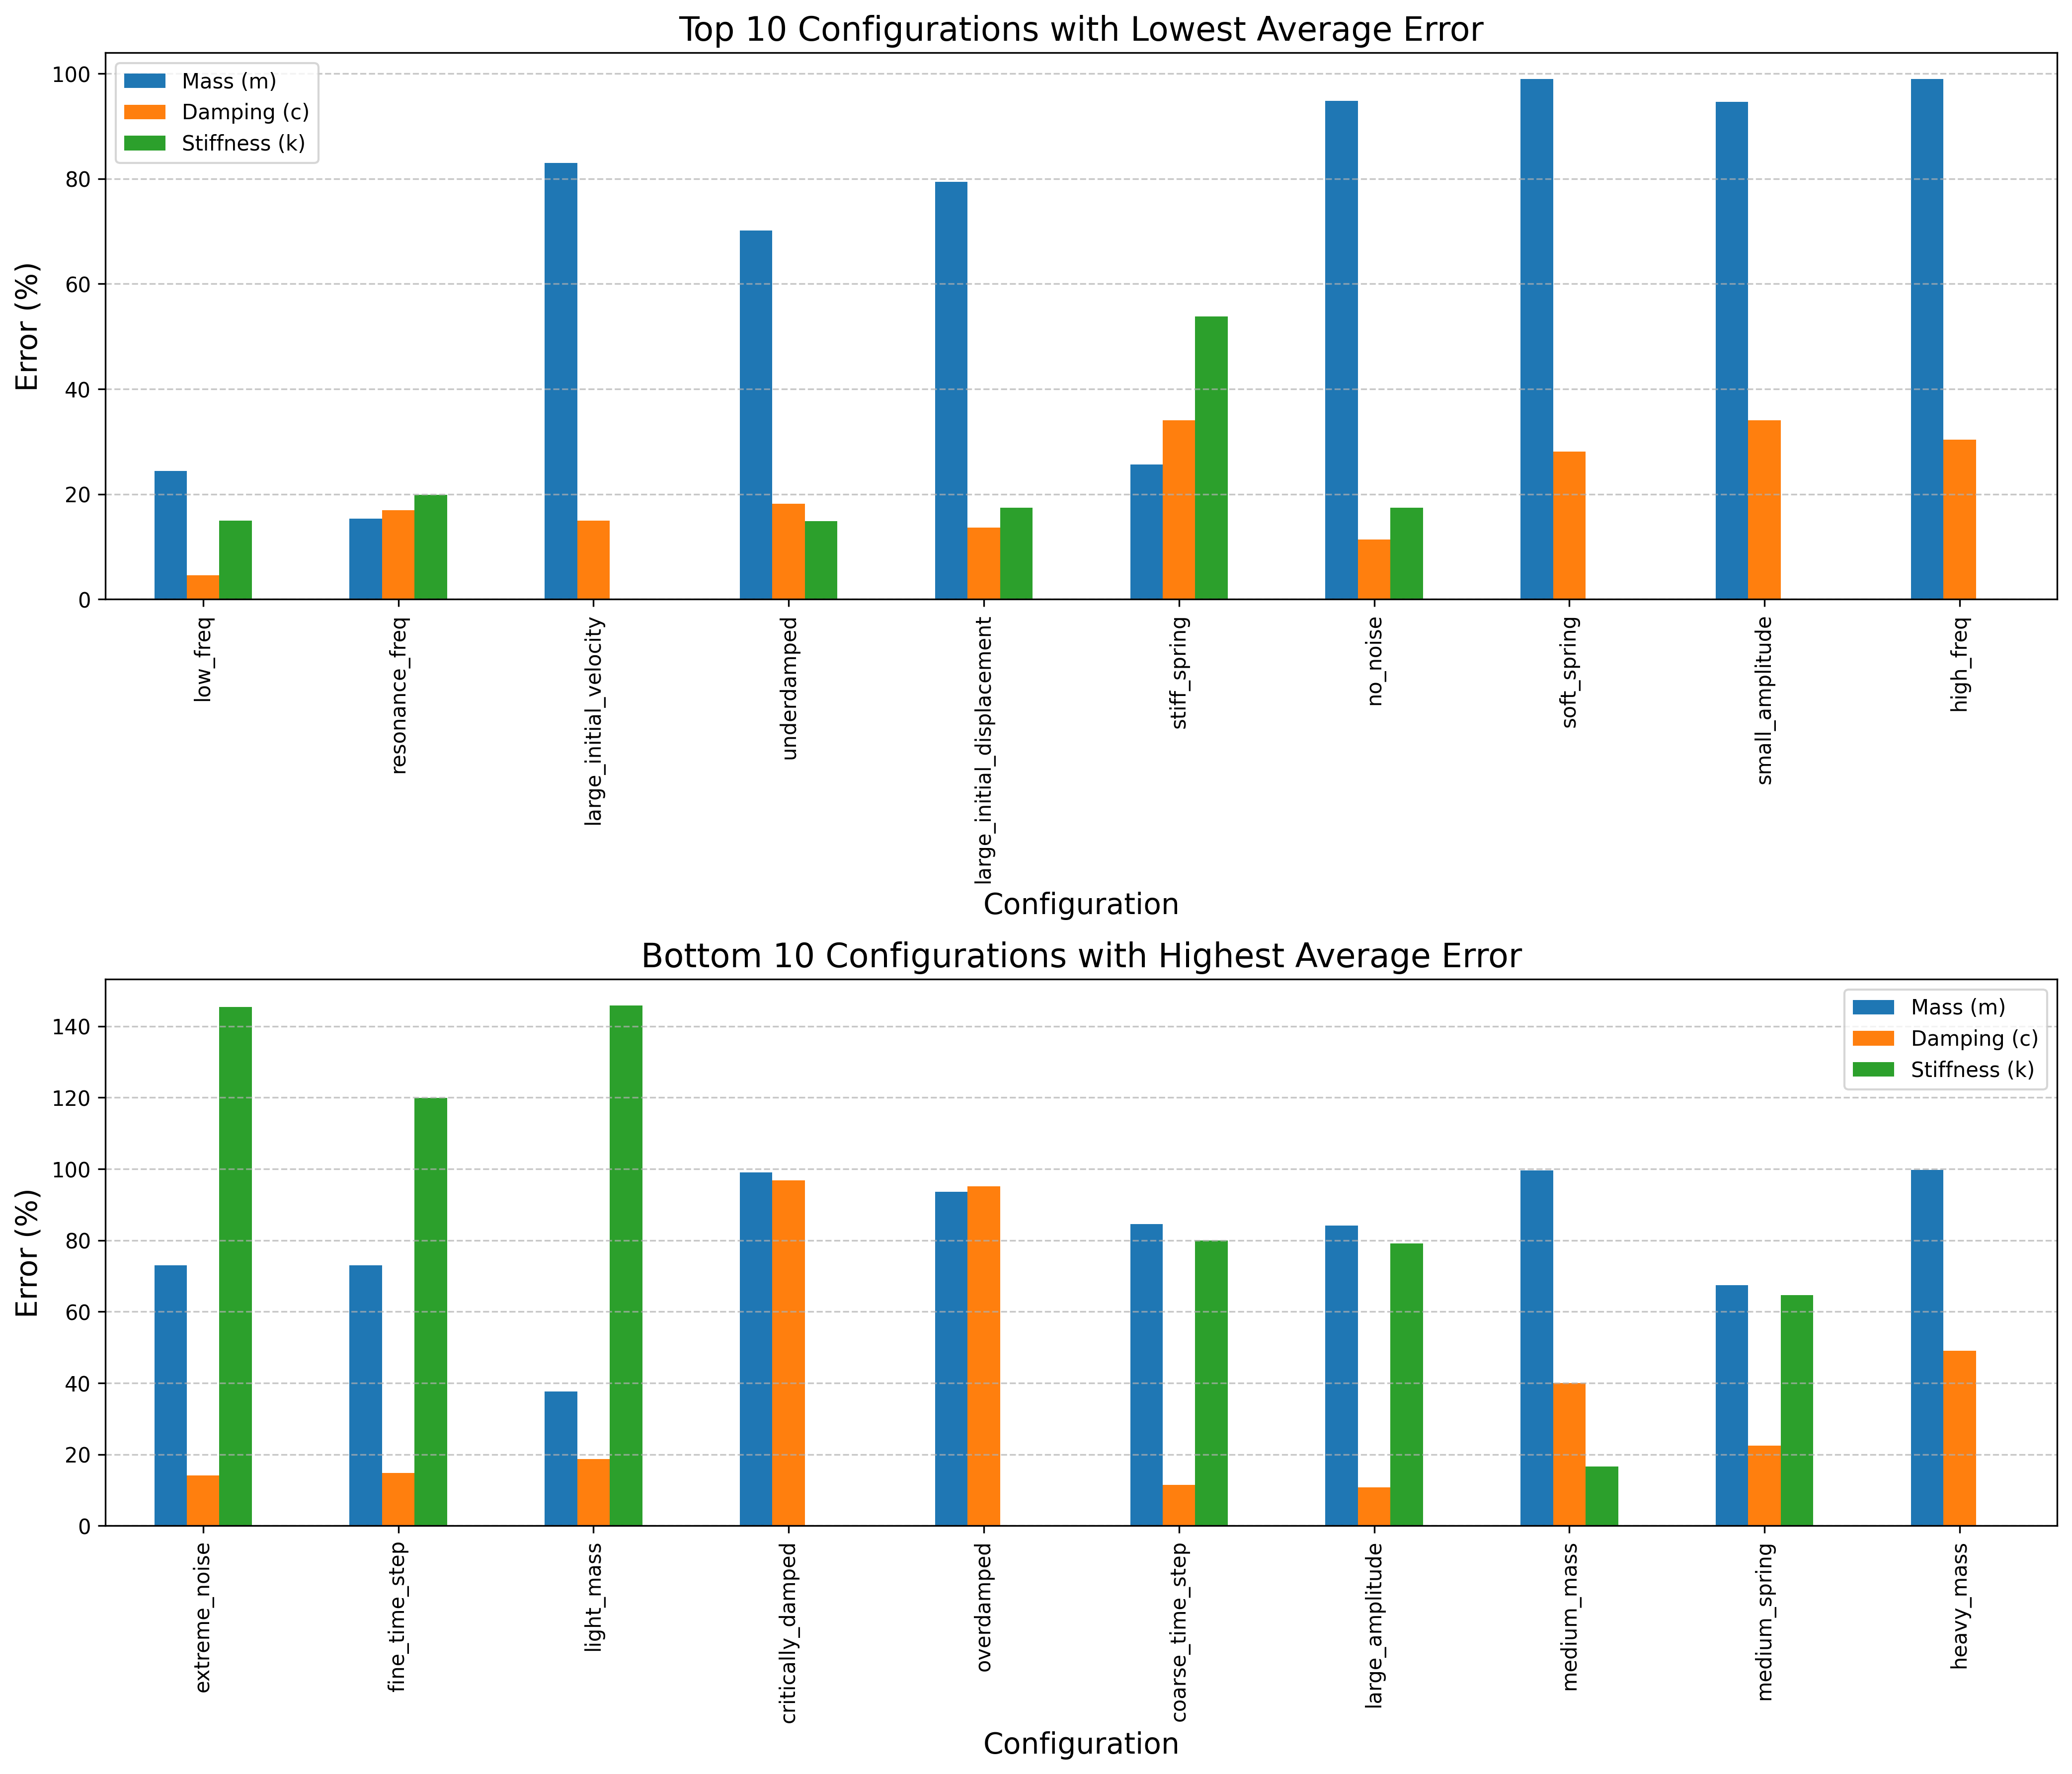 Top 10 Configurations with Lowest Average Error
Error (%)
100
80
60
40
20
0
Mass (m)
Damping (c)
Stiffness (k)
low_freq
resonance_freq
large_initial_velocity
underdamped
large_initial_displacement
stiff_spring
no_noise
soft_spring
small_amplitude
high_freq
Configuration
Bottom 10 Configurations with Highest Average Error
Error (%)
140
120
100
80
60
40
20
0
Mass (m)
Damping (c)
Stiffness (k)
extreme_noise
fine_time_step
light_mass
critically_damped
overdamped
coarse_time_step
large_amplitude
medium_mass
medium_spring
heavy_mass
Configuration